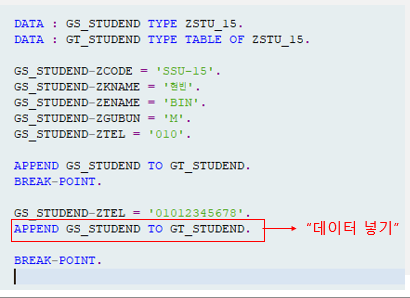 DATA : GS_STUDEND TYPE ZSTU_15.
DATA : GT_STUDEND TYPE TABLE OF ZSTU_15.
GS_STUDEND-ZCODE = 'SSU-15'.
GS_STUDEND-ZKNAME = '현빈'.
GS_STUDEND-ZENAME = 'BIN'.
GS_STUDEND-ZGUBUN = 'M'.
GS_STUDEND-ZTEL = '010'.
APPEND GS_STUDEND TO GT_STUDEND.
BREAK-POINT.
GS_STUDEND-ZTEL = '01012345678'.
APPEND GS_STUDEND TO GT_STUDEND. “데이터 넣기”
BREAK-POINT.